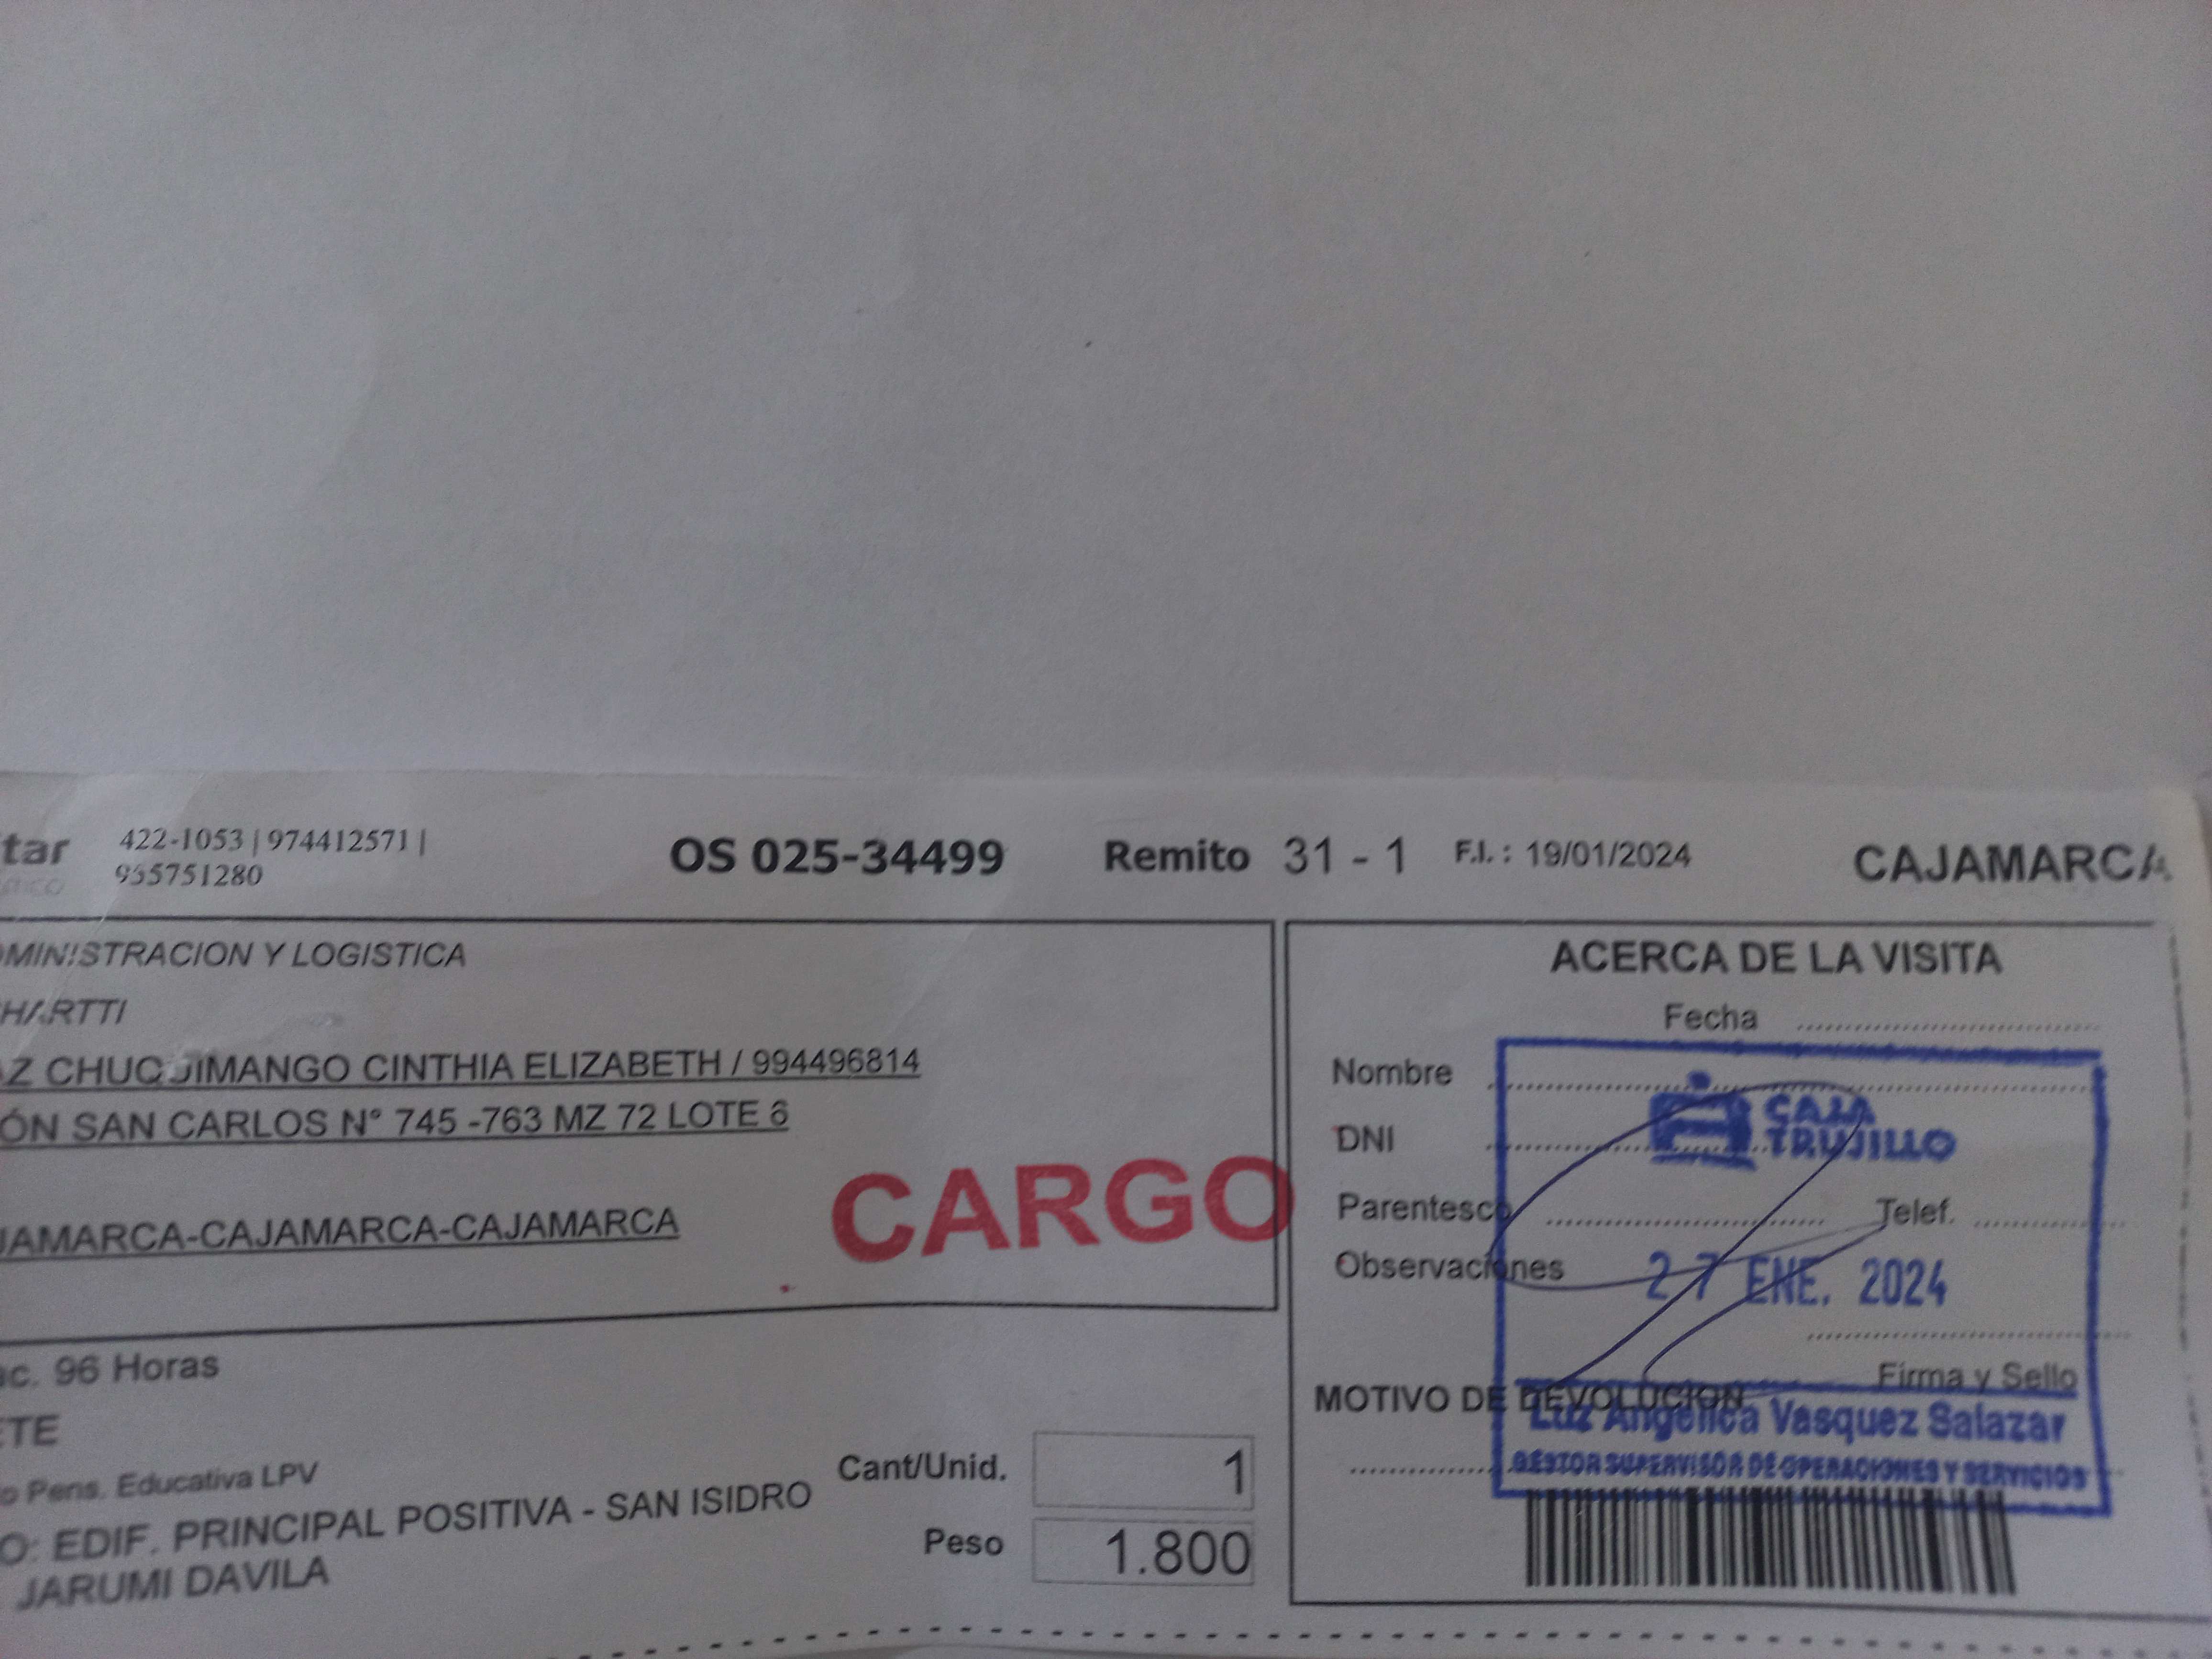 tar 422-1053 | 974412571 |
955751280
OS 025-34499 Remito 31 - 1 F.I. : 19/01/2024 CAJAMARCA
MINISTRACION Y LOGISTICA
HARTTI
Z CHUQUIMANGO CINTHIA ELIZABETH / 994496814
ÓN SAN CARLOS N° 745 -763 MZ 72 LOTE 6
JAMARCA-CAJAMARCA-CAJAMARCA
CARGO
c. 96 Horas
ETE
o Pens. Educativa LPV
O: EDIF. PRINCIPAL POSITIVA - SAN ISIDRO
JARUMI DAVILA
Cant/Unid. 1
Peso 1.800
ACERCA DE LA VISITA
Fecha
Nombre
DNI
Parentesco Telef.
Observaciones
Firma y Sello
MOTIVO DE DEVOLUCION
CAJA
TRUJILLO
27 ENE. 2024
Luz Angelica Vasquez Salazar
GESTOR SUPERVISOR DE OPERACIONES Y SERVICIOS